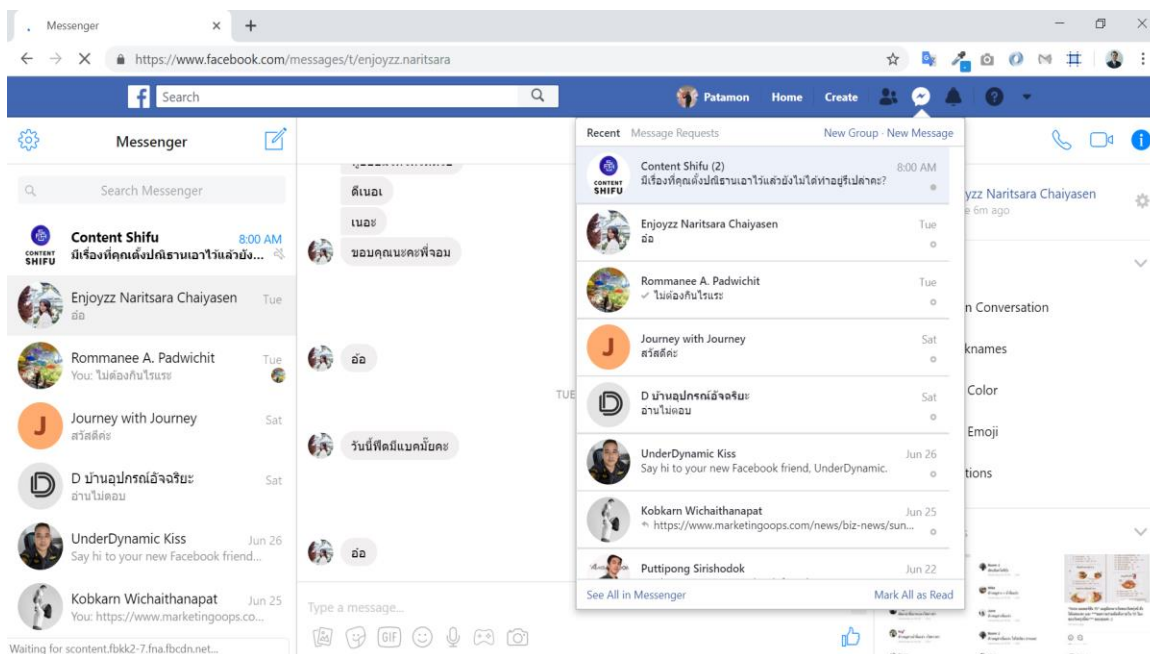 Messenger
https://www.facebook.com/messages/t/enjoyzz.naritsara
Search
Patamon
Home
Create
Messenger
Search Messenger
Content Shifu
8:00 AM
มีเรื่องที่คุณตั้งปณิธานเอาไว้แล้วยัง...
CONTENT
SHIFU
Enjoyzz Naritsara Chaiyasen
Tue
อ๋อ
Rommanee A. Padwichit
Tue
You: ไม่ต้องกันไรแระ
Journey with Journey
Sat
J
สวัสดีค่ะ
D บ้านอุปกรณ์อัจฉริยะ
Sat
อ่านไม่ตอบ
UnderDynamic Kiss
Jun 26
Say hi to your new Facebook friend...
Kobkarn Wichaithanapat
Jun 25
You: https://www.marketingoops.co...
Waiting for scontent.fbkk2-7.fna.fbcdn.net...
ดีเนอเ
เนอะ
ขอบคุณนะคะพี่จอม
อ๋อ
TUE
วันนี้ฟีดมีแบคมั๊ยคะ
อ๋อ
Type a message...
GIF
Recent
Message Requests
New Group · New Message
Content Shifu (2)
8:00 AM
มีเรื่องที่คุณตั้งปณิธานเอาไว้แล้วยังไม่ได้ทำอยู่รึเปล่าคะ?
CONTENT
SHIFU
Enjoyzz Naritsara Chaiyasen
Tue
อ๋อ
Rommanee A. Padwichit
Tue
ไม่ต้องกันไรแระ
Journey with Journey
Sat
J
สวัสดีค่ะ
D บ้านอุปกรณ์อัจฉริยะ
Sat
อ่านไม่ตอบ
UnderDynamic Kiss
Jun 26
Say hi to your new Facebook friend, UnderDynamic.
Kobkarn Wichaithanapat
Jun 25
https://www.marketingoops.com/news/biz-news/sun...
Puttipong Sirishodok
Jun 22
See All in Messenger
Mark All as Read
yzz Naritsara Chaiyasen
e 6m ago
n Conversation
knames
Color
Emoji
tions